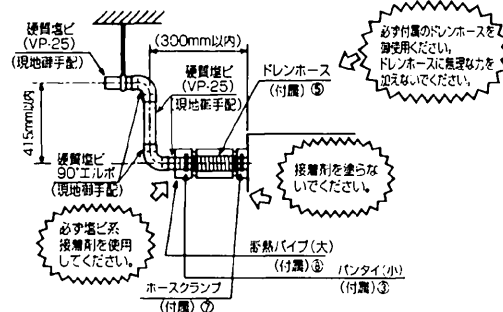 硬質塩ビ
(VP-25)
(現地御手配)
(300mm以内)
硬質塩ビ
(VP-25)
(現地御手配)
ドレンホース
(付属)⑤
必ず付属のドレンホースを
御使用ください。
ドレンホースに無理な力を
加えないでください。
415mm以内
硬質塩ビ
90°エルボ
(現地御手配)
接着剤を塗らな
いでください。
必ず塩ビ系
接着剤を使用
してください。
断熱パイプ(大)
(付属)⑧
バンタイ(小)
(付属)③
ホースクランプ
(付属)⑦